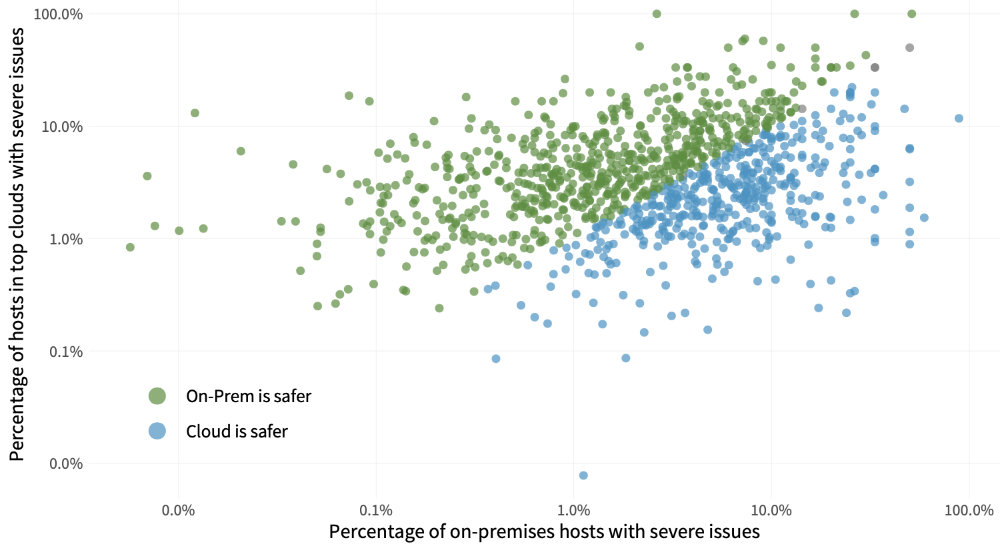 Percentage of hosts in top clouds with severe issues
100.0%
10.0%
1.0%
0.1%
0.0%
On-Prem is safer
Cloud is safer
0.0% 0.1% 1.0% 10.0% 100.0%
Percentage of on-premises hosts with severe issues